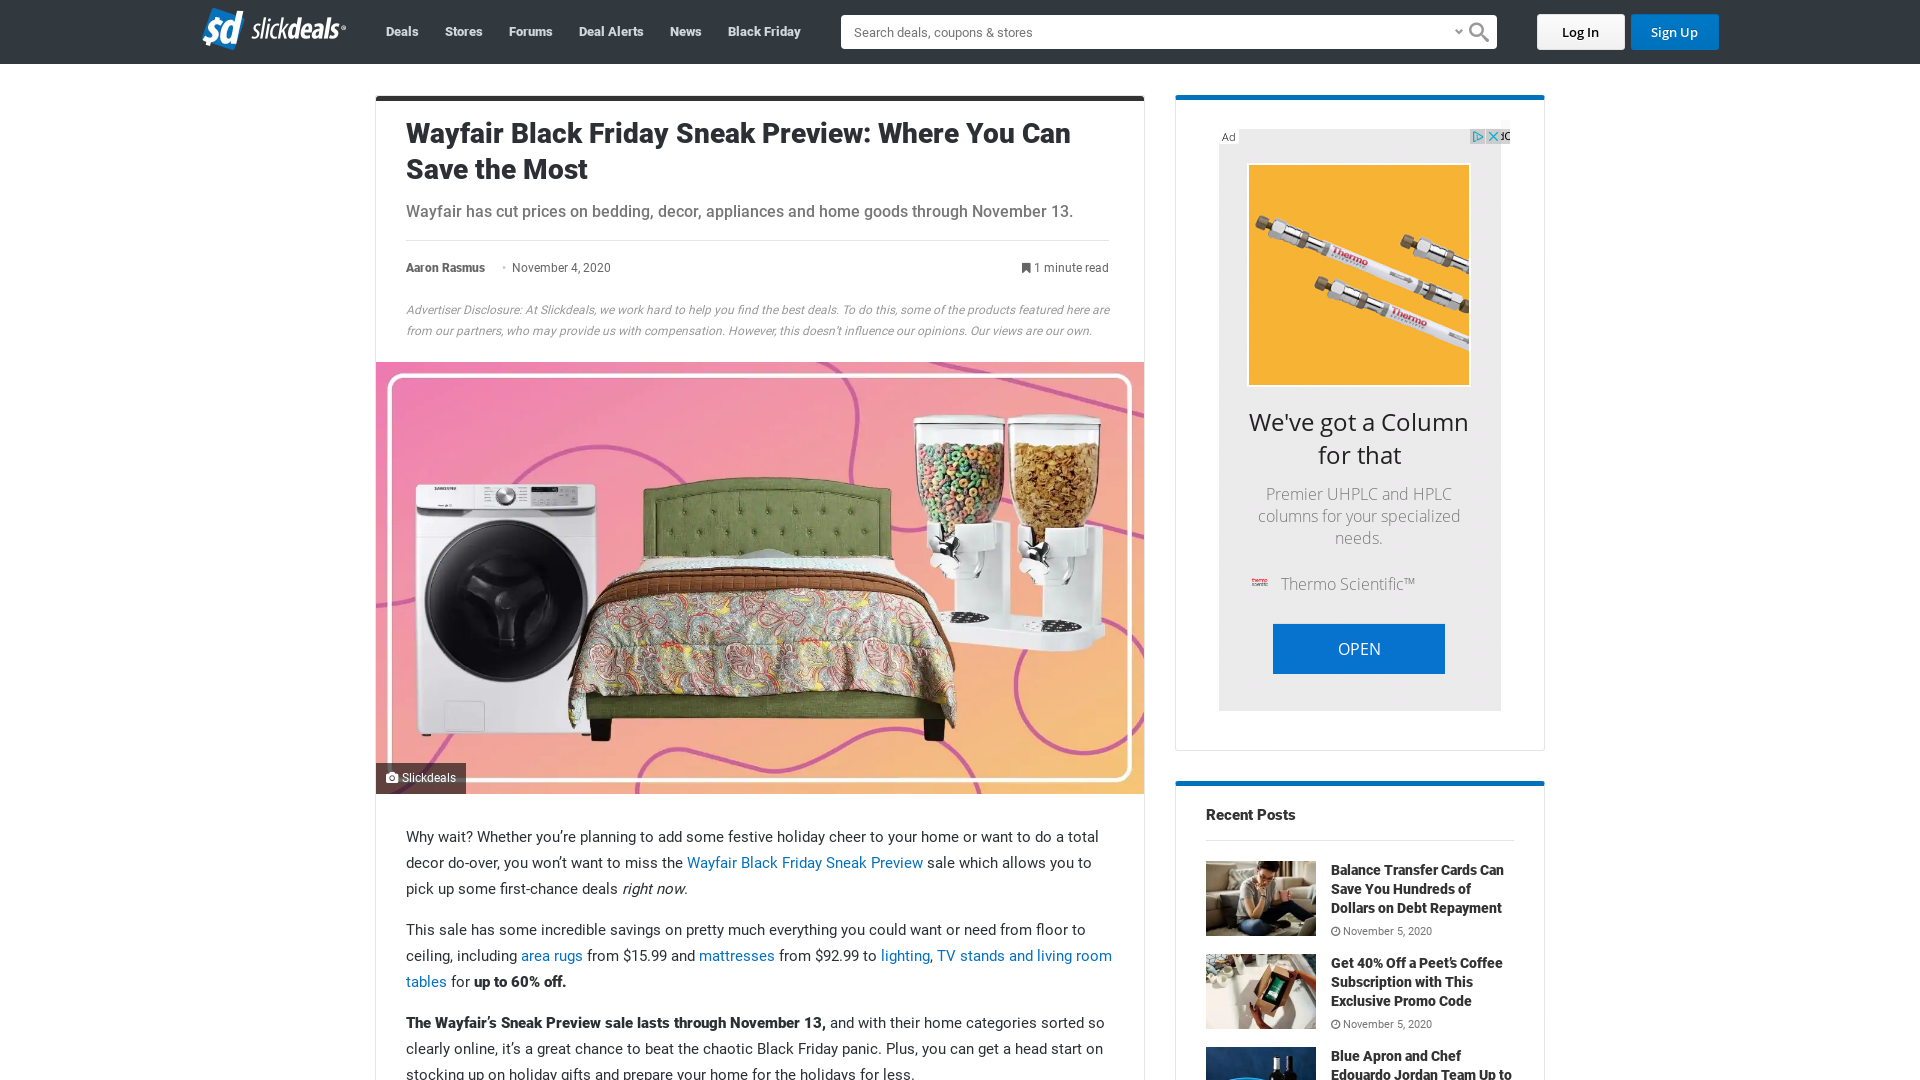 $d slickdeals
Deals
Stores
Forums
Deal Alerts
News
Black Friday
Search deals, coupons & stores
Log In
Sign Up
Wayfair Black Friday Sneak Preview: Where You Can
Save the Most
Wayfair has cut prices on bedding, decor, appliances and home goods through November 13.
Aaron Rasmus • November 4, 2020
1 minute read
Advertiser Disclosure: At Slickdeals, we work hard to help you find the best deals. To do this, some of the products featured here are
from our partners, who may provide us with compensation. However, this doesn't influence our opinions. Our views are our own.
Slickdeals
Why wait? Whether you’re planning to add some festive holiday cheer to your home or want to do a total
decor do-over, you won’t want to miss the Wayfair Black Friday Sneak Preview sale which allows you to
pick up some first-chance deals right now.
This sale has some incredible savings on pretty much everything you could want or need from floor to
ceiling, including area rugs from $15.99 and mattresses from $92.99 to lighting, TV stands and living room
tables for up to 60% off.
The Wayfair’s Sneak Preview sale lasts through November 13, and with their home categories sorted so
clearly online, it’s a great chance to beat the chaotic Black Friday panic. Plus, you can get a head start on
stocking up on holiday gifts and prepare your home for the holidays for less.
Ad
Thermo
SCIENTIFIC
Thermo
SCIENTIFIC
We've got a Column
for that
Premier UHPLC and HPLC
columns for your specialized
needs.
thermo
scientific
Thermo Scientific™
OPEN
Recent Posts
Balance Transfer Cards Can
Save You Hundreds of
Dollars on Debt Repayment
November 5, 2020
Get 40% Off a Peet’s Coffee
Subscription with This
Exclusive Promo Code
November 5, 2020
Blue Apron and Chef
Edouardo Jordan Team Up to